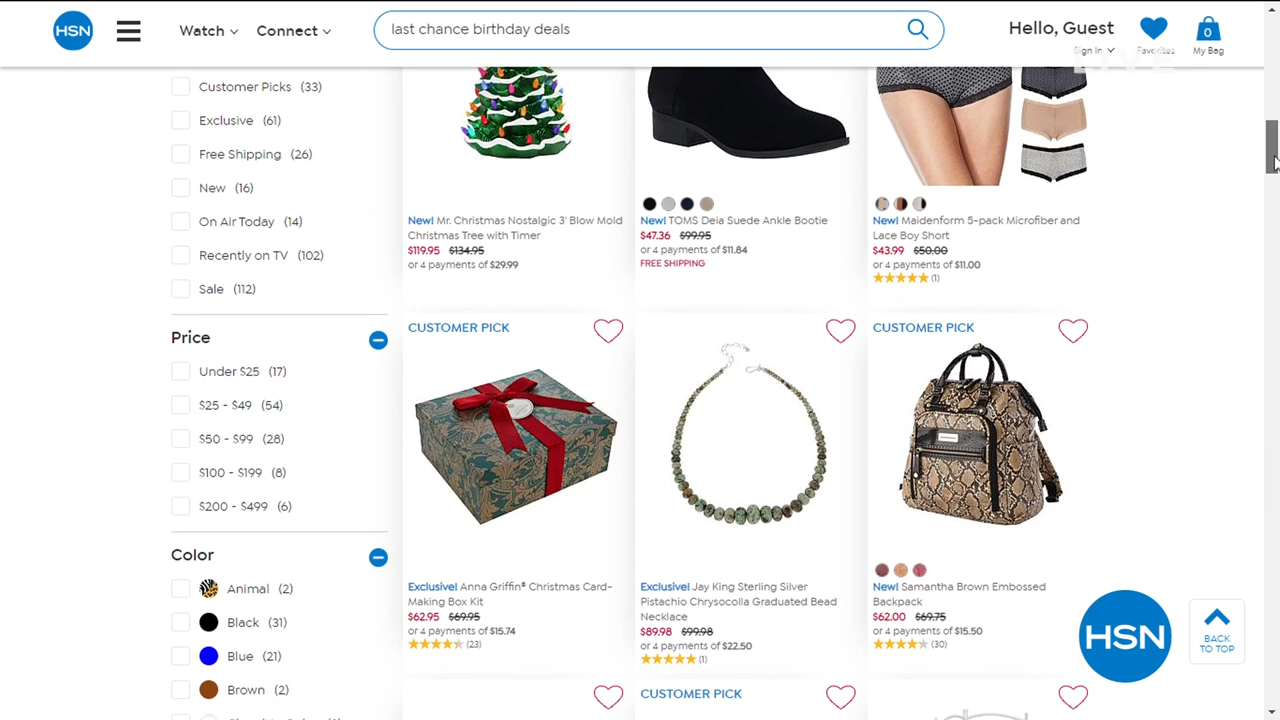 HSN
Watch
Connect
last chance birthday deals
Hello, Guest
Sign In
Favorites
0
My Bag
Customer Picks (33)
Exclusive (61)
Free Shipping (26)
New (16)
On Air Today (14)
Recently on TV (102)
Sale (112)
Price
Under $25 (17)
$25 - $49 (54)
$50 - $99 (28)
$100 - $199 (8)
$200 - $499 (6)
Color
Animal (2)
Black (31)
Blue (21)
Brown (2)
New! Mr. Christmas Nostalgic 3' Blow Mold
Christmas Tree with Timer
$119.95 $134.95
or 4 payments of $29.99
New! TOMS Deia Suede Ankle Bootie
$47.36 $99.95
or 4 payments of $11.84
FREE SHIPPING
New! Maidenform 5-pack Microfiber and
Lace Boy Short
$43.99 $50.00
or 4 payments of $11.00
(1)
CUSTOMER PICK
Exclusive! Anna Griffin® Christmas Card-
Making Box Kit
$62.95 $69.95
or 4 payments of $15.74
(23)
Exclusive! Jay King Sterling Silver
Pistachio Chrysocolla Graduated Bead
Necklace
$89.98 $99.98
or 4 payments of $22.50
(1)
CUSTOMER PICK
New! Samantha Brown Embossed
Backpack
$62.00 $69.75
or 4 payments of $15.50
(30)
CUSTOMER PICK
HSN
BACK
TO TOP